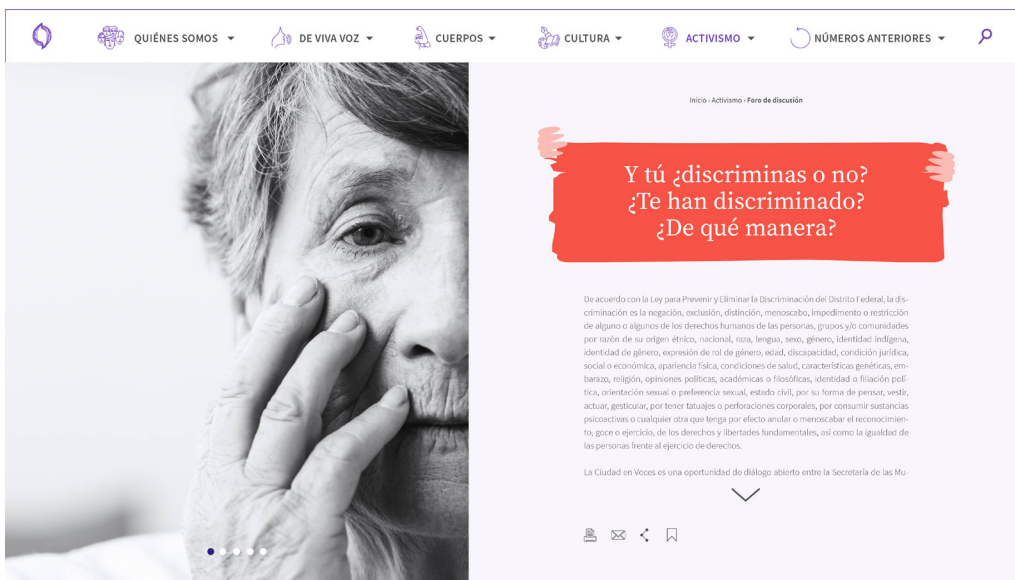 QUIÉNES SOMOS
DE VIVA VOZ
CUERPOS
CULTURA
ACTIVISMO
NÚMEROS ANTERIORES
Inicio › Activismo › Foro de discusión
Y tú ¿discriminas o no?
¿Te han discriminado?
¿De qué manera?
De acuerdo con la Ley para Prevenir y Eliminar la Discriminación del Distrito Federal, la dis-
criminación es la negación, exclusión, distinción, menoscabo, impedimento o restricción
de alguno o algunos de los derechos humanos de las personas, grupos y/o comunidades
por razón de su origen étnico, nacional, raza, lengua, sexo, género, identidad indígena,
identidad de género, expresión de rol de género, edad, discapacidad, condición jurídica,
social o económica, apariencia física, condiciones de salud, características genéticas, em-
barazo, religión, opiniones políticas, académicas o filosóficas, identidad o filiación polí-
tica, orientación sexual o preferencia sexual, estado civil, por su forma de pensar, vestir,
actuar, gesticular, por tener tatuajes o perforaciones corporales, por consumir sustancias
psicoactivas o cualquier otra que tenga por efecto anular o menoscabar el reconocimien-
to, goce o ejercicio, de los derechos y libertades fundamentales, así como la igualdad de
las personas frente al ejercicio de derechos.
La Ciudad en Voces es una oportunidad de diálogo abierto entre la Secretaría de las Mu-